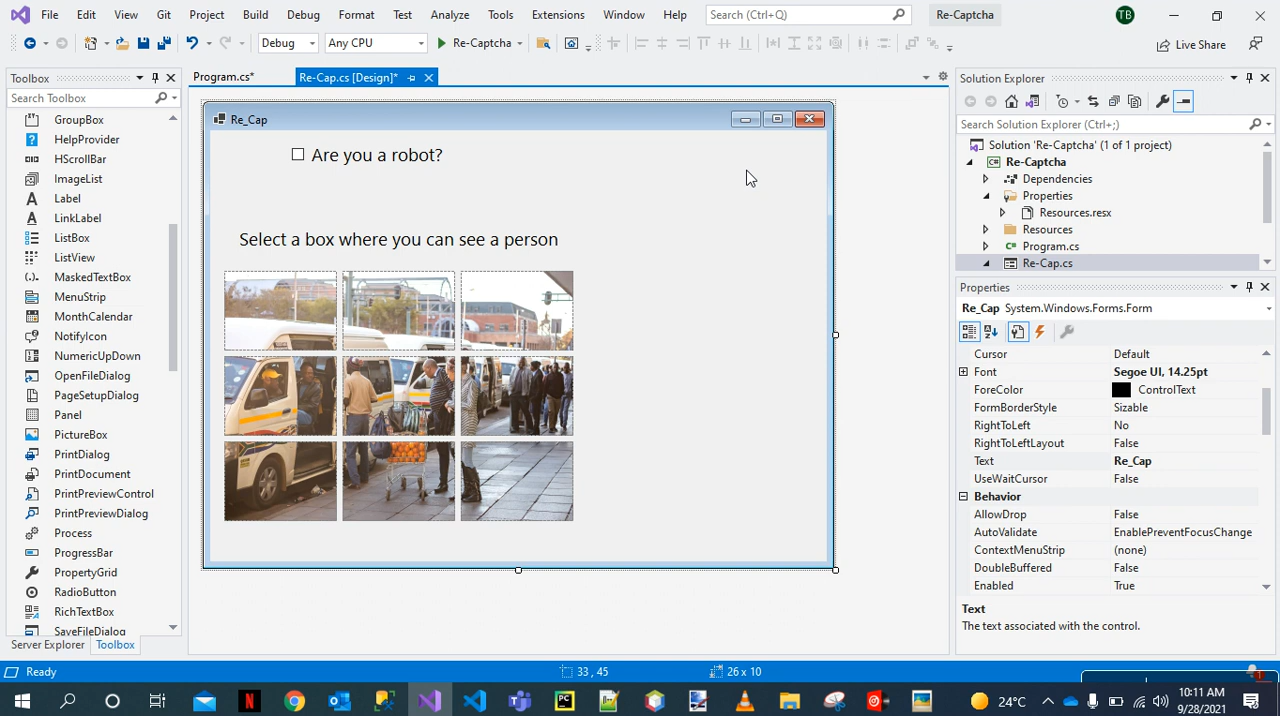 File Edit View Git Project Build Debug Format Test Analyze Tools Extensions Window Help Search (Ctrl+Q) Re-Captcha TB
Debug Any CPU Re-Captcha Live Share
Toolbox
Search Toolbox
GroupBox
HelpProvider
HScrollBar
ImageList
Label
LinkLabel
ListBox
ListView
MaskedTextBox
MenuStrip
MonthCalendar
NotifyIcon
NumericUpDown
OpenFileDialog
PageSetupDialog
Panel
PictureBox
PrintDialog
PrintDocument
PrintPreviewControl
PrintPreviewDialog
Process
ProgressBar
PropertyGrid
RadioButton
RichTextBox
SaveFileDialog
Server Explorer Toolbox
Program.cs* Re-Cap.cs [Design]*
Re_Cap
Are you a robot?
Select a box where you can see a person
Solution Explorer
Search Solution Explorer (Ctrl+;)
Solution 'Re-Captcha' (1 of 1 project)
Re-Captcha
Dependencies
Properties
Resources.resx
Resources
Program.cs
Re-Cap.cs
Properties
Re_Cap System.Windows.Forms.Form
Cursor Default
Font Segoe UI, 14.25pt
ForeColor ControlText
FormBorderStyle Sizable
RightToLeft No
RightToLeftLayout False
Text Re_Cap
UseWaitCursor False
Behavior
AllowDrop False
AutoValidate EnablePreventFocusChange
ContextMenuStrip (none)
DoubleBuffered False
Enabled True
Text
The text associated with the control.
Ready 33 , 45 26 x 10 1
24°C 10:11 AM
9/28/2021